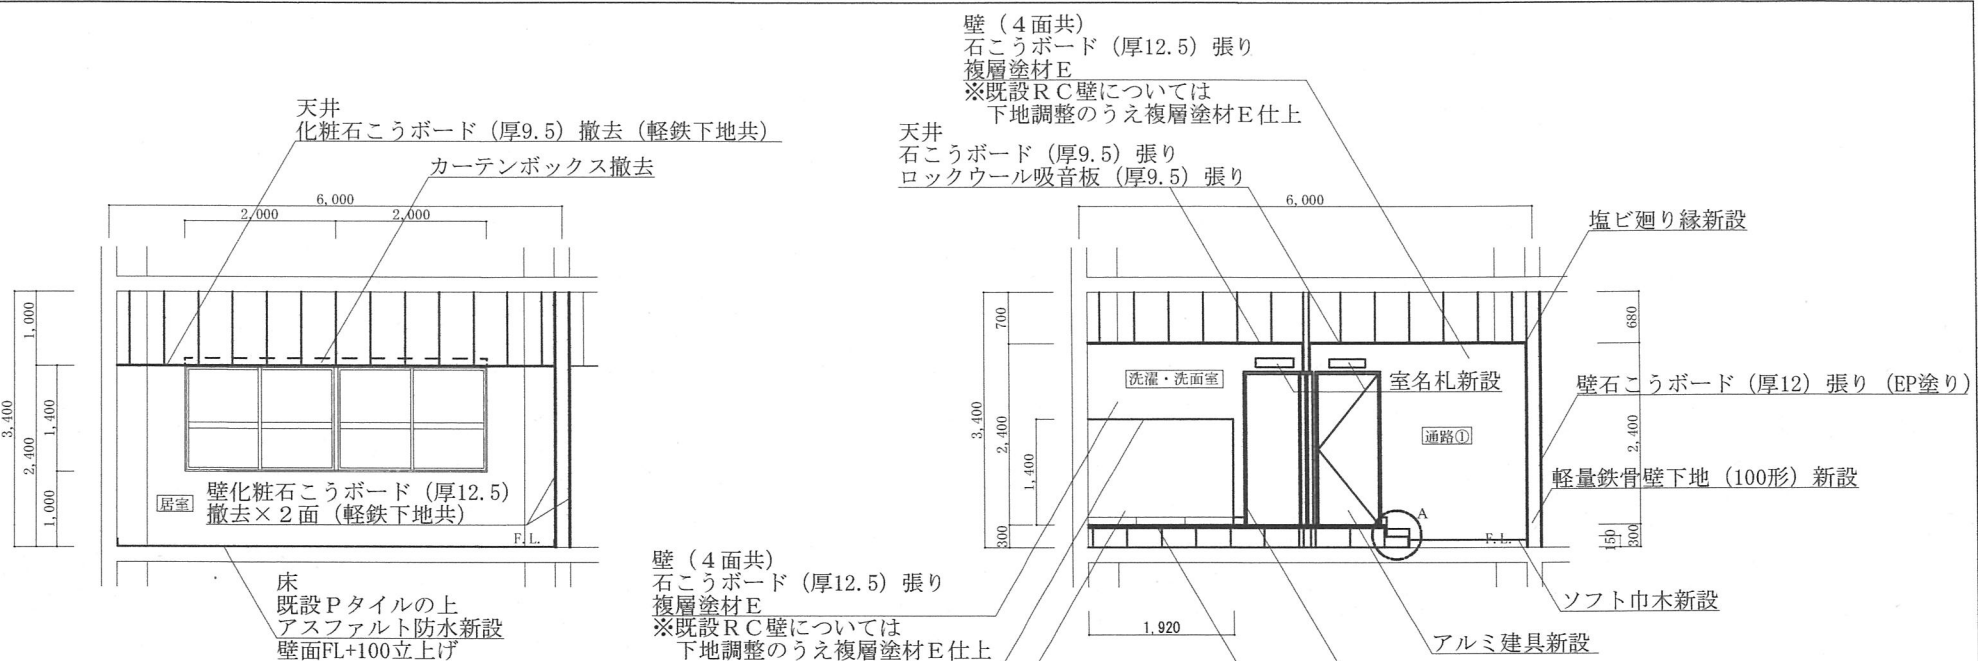 天井
化粧石こうボード（厚9.5）撤去（軽鉄下地共）
カーテンボックス撤去
6,000
2,000
2,000
3,400
1,000
2,400
1,400
1,000
居室
壁化粧石こうボード（厚12.5）
撤去×２面（軽鉄下地共）
F.L.
床
既設Ｐタイルの上
アスファルト防水新設
壁面FL+100立上げ
壁（４面共）
石こうボード（厚12.5）張り
複層塗材Ｅ
※既設ＲＣ壁については
下地調整のうえ複層塗材Ｅ仕上
天井
石こうボード（厚9.5）張り
ロックウール吸音板（厚9.5）張り
6,000
塩ビ廻り縁新設
3,400
700
2,400
300
1,400
洗濯・洗面室
室名札新設
通路①
A
F.L.
680
2,400
300
150
壁石こうボード（厚12）張り（EP塗り）
軽量鉄骨壁下地（100形）新設
ソフト巾木新設
アルミ建具新設
1,920
壁（４面共）
石こうボード（厚12.5）張り
複層塗材Ｅ
※既設ＲＣ壁については
下地調整のうえ複層塗材Ｅ仕上